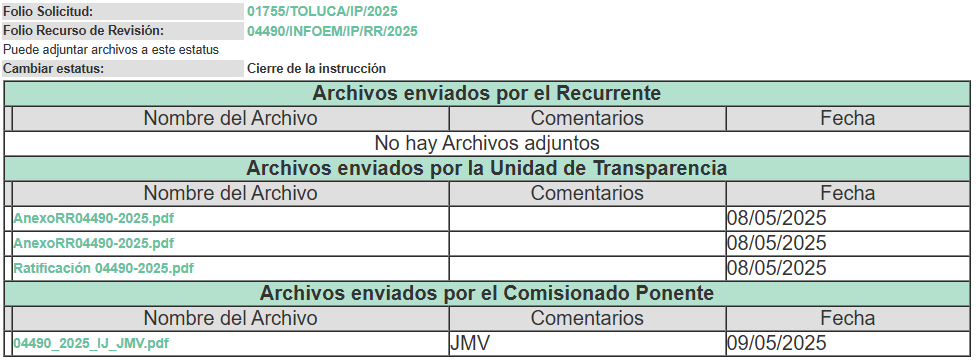 Folio Solicitud: 01755/TOLUCA/IP/2025
Folio Recurso de Revisión: 04490/INFOEM/IP/RR/2025
Puede adjuntar archivos a este estatus
Cambiar estatus: Cierre de la instrucción
Archivos enviados por el Recurrente
Nombre del Archivo Comentarios Fecha
No hay Archivos adjuntos
Archivos enviados por la Unidad de Transparencia
Nombre del Archivo Comentarios Fecha
AnexoRR04490-2025.pdf 08/05/2025
AnexoRR04490-2025.pdf 08/05/2025
Ratificación 04490-2025.pdf 08/05/2025
Archivos enviados por el Comisionado Ponente
Nombre del Archivo Comentarios Fecha
04490_2025_IJ_JMV.pdf JMV 09/05/2025